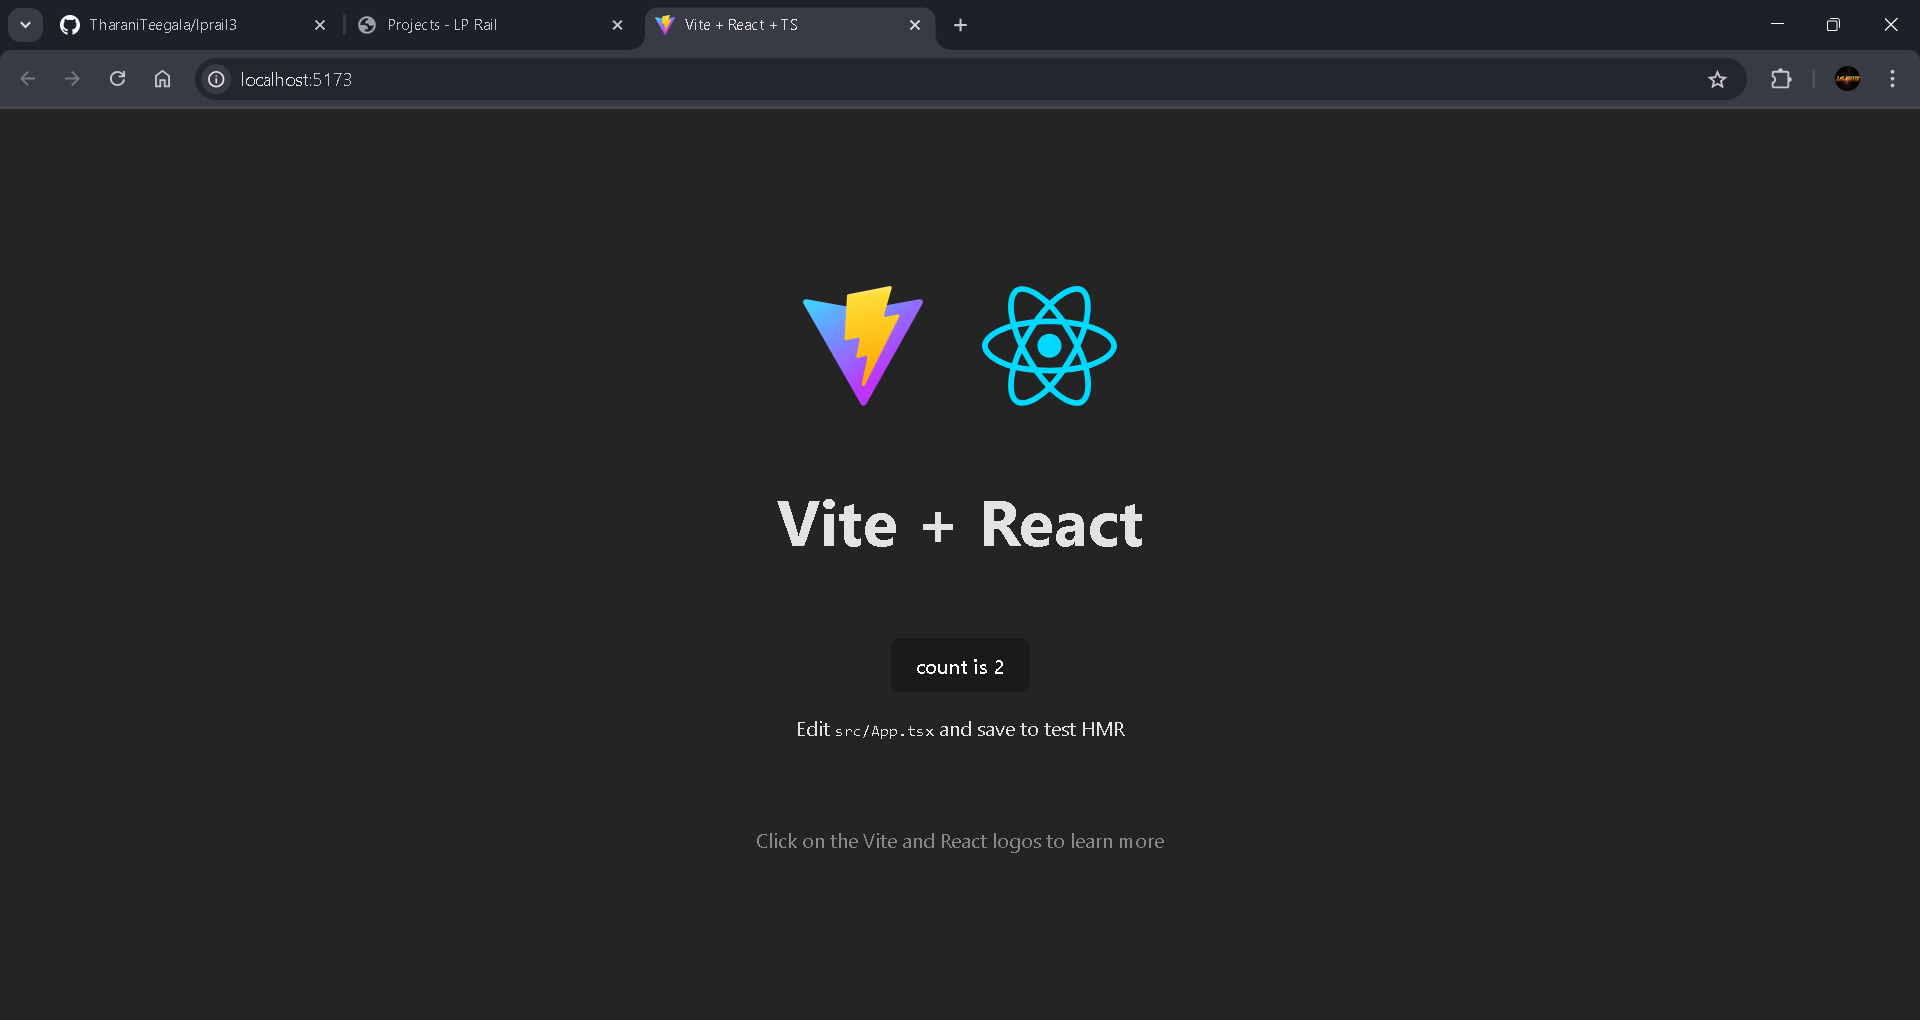 TharaniTeegala/lprail3
Projects - LP Rail
Vite + React + TS
localhost:5173
Vite + React
count is 2
Edit src/App.tsx and save to test HMR
Click on the Vite and React logos to learn more